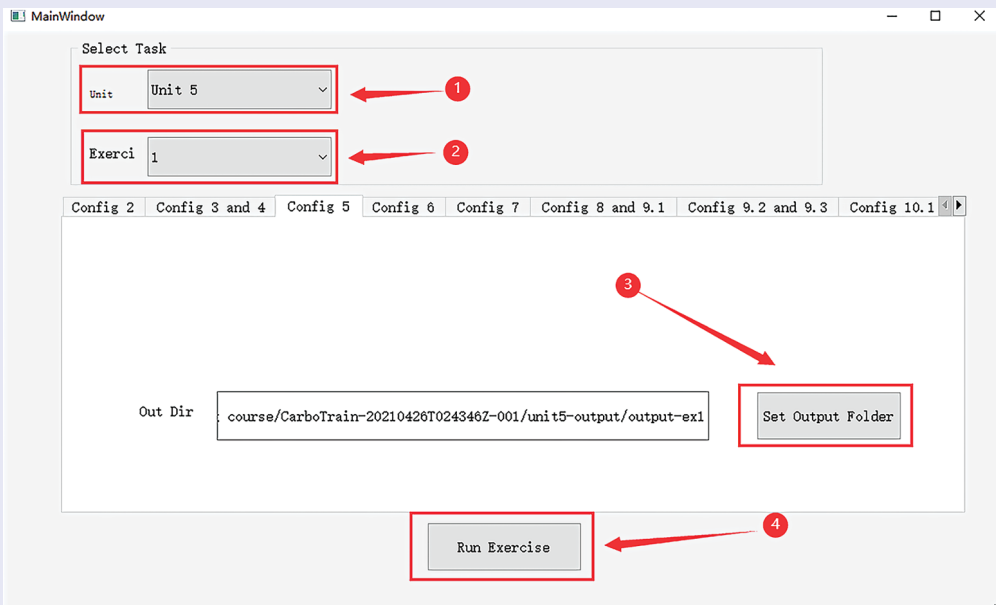 MainWindow
Select Task
Unit
Unit 5
1
Exerci
1
2
Config 2
Config 3 and 4
Config 5
Config 6
Config 7
Config 8 and 9.1
Config 9.2 and 9.3
Config 10.1
3
Out Dir
course/CarboTrain-20210426T024346Z-001/unit5-output/output-ex1
Set Output Folder
Run Exercise
4